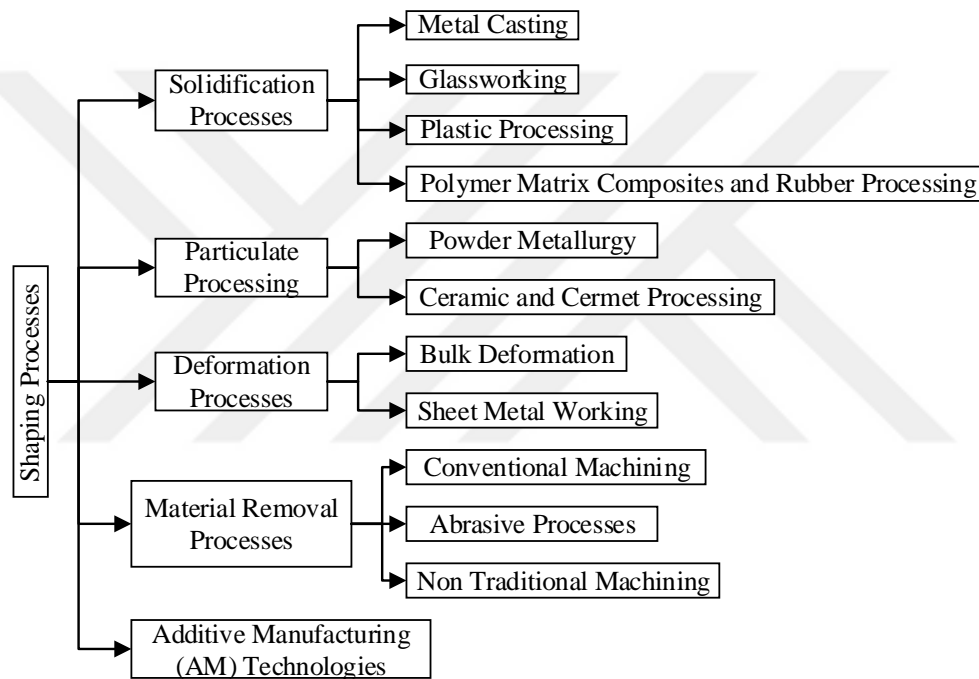 Shaping Processes
Solidification
Processes
Metal Casting
Glassworking
Plastic Processing
Polymer Matrix Composites and Rubber Processing
Particulate
Processing
Powder Metallurgy
Ceramic and Cermet Processing
Deformation
Processes
Bulk Deformation
Sheet Metal Working
Material Removal
Processes
Conventional Machining
Abrasive Processes
Non Traditional Machining
Additive Manufacturing
(AM) Technologies